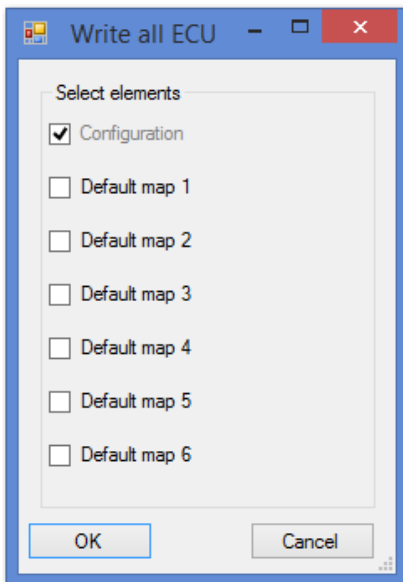 Write all ECU
Select elements
Configuration
Default map 1
Default map 2
Default map 3
Default map 4
Default map 5
Default map 6
OK Cancel